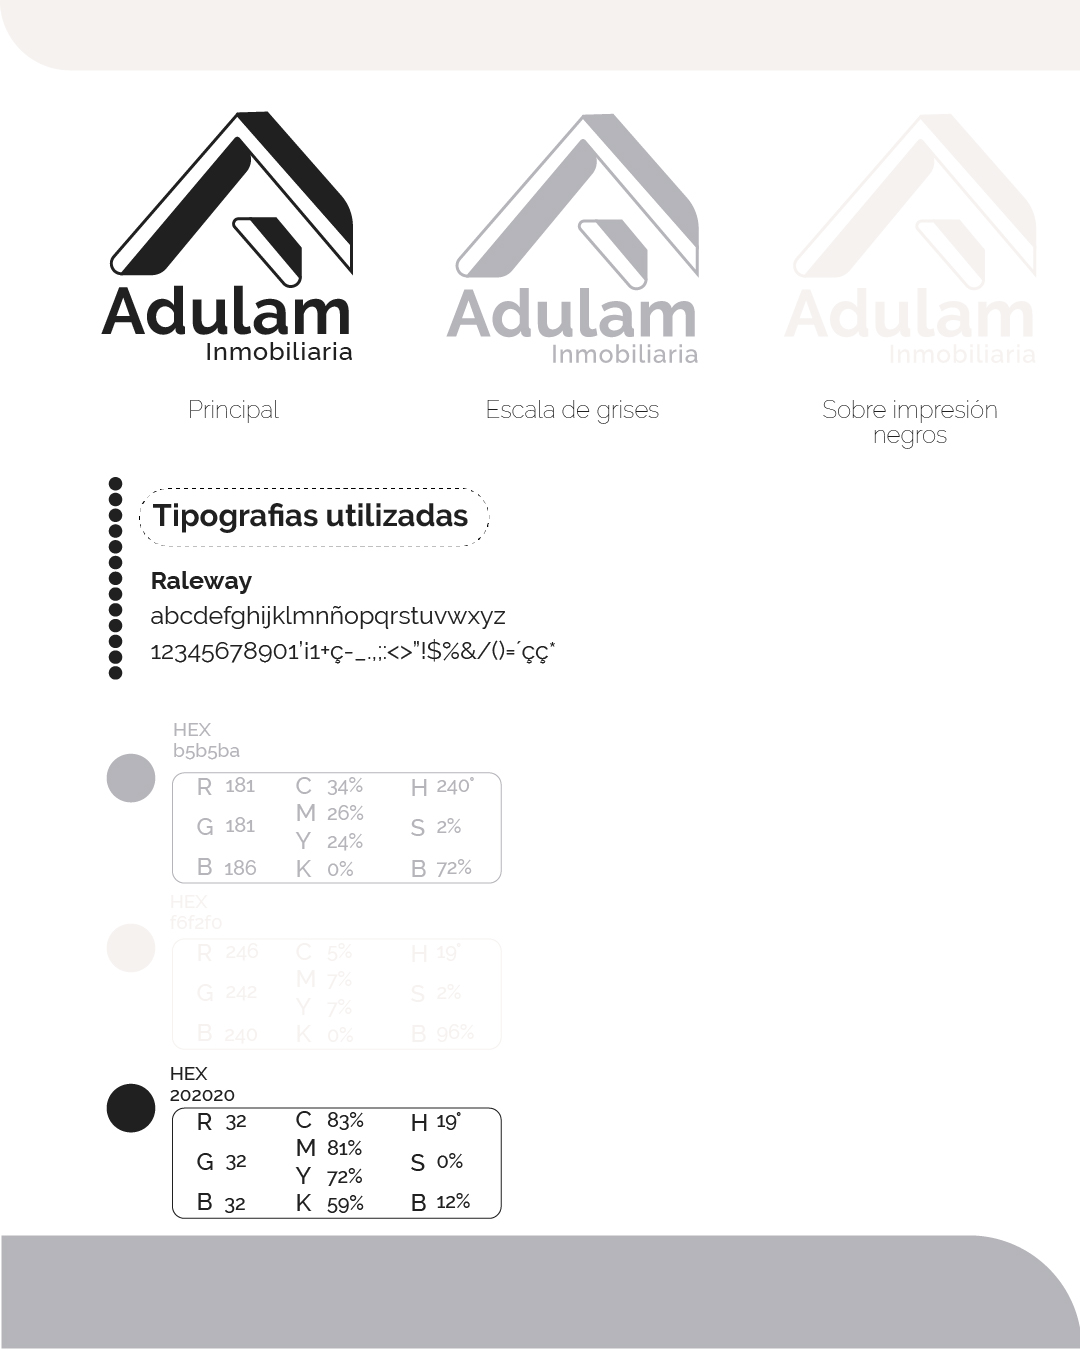 Adulam
Inmobiliaria
Principal
Adulam
Inmobiliaria
Escala de grises
Adulam
Inmobiliaria
Sobre impresión
negros
Tipografias utilizadas
Raleway
abcdefghijklmnñopqrstuvwxyz
12345678901'i1+ç-_.,;:<>"!$%&/()=´çç*
HEX
b5b5ba
R 181
G 181
B 186
C 34%
M 26%
Y 24%
K 0%
H 240°
S 2%
B 72%
HEX
f6f2f0
R 246
G 242
B 240
C 5%
M 7%
Y 7%
K 0%
H 19°
S 2%
B 96%
HEX
202020
R 32
G 32
B 32
C 83%
M 81%
Y 72%
K 59%
H 19°
S 0%
B 12%